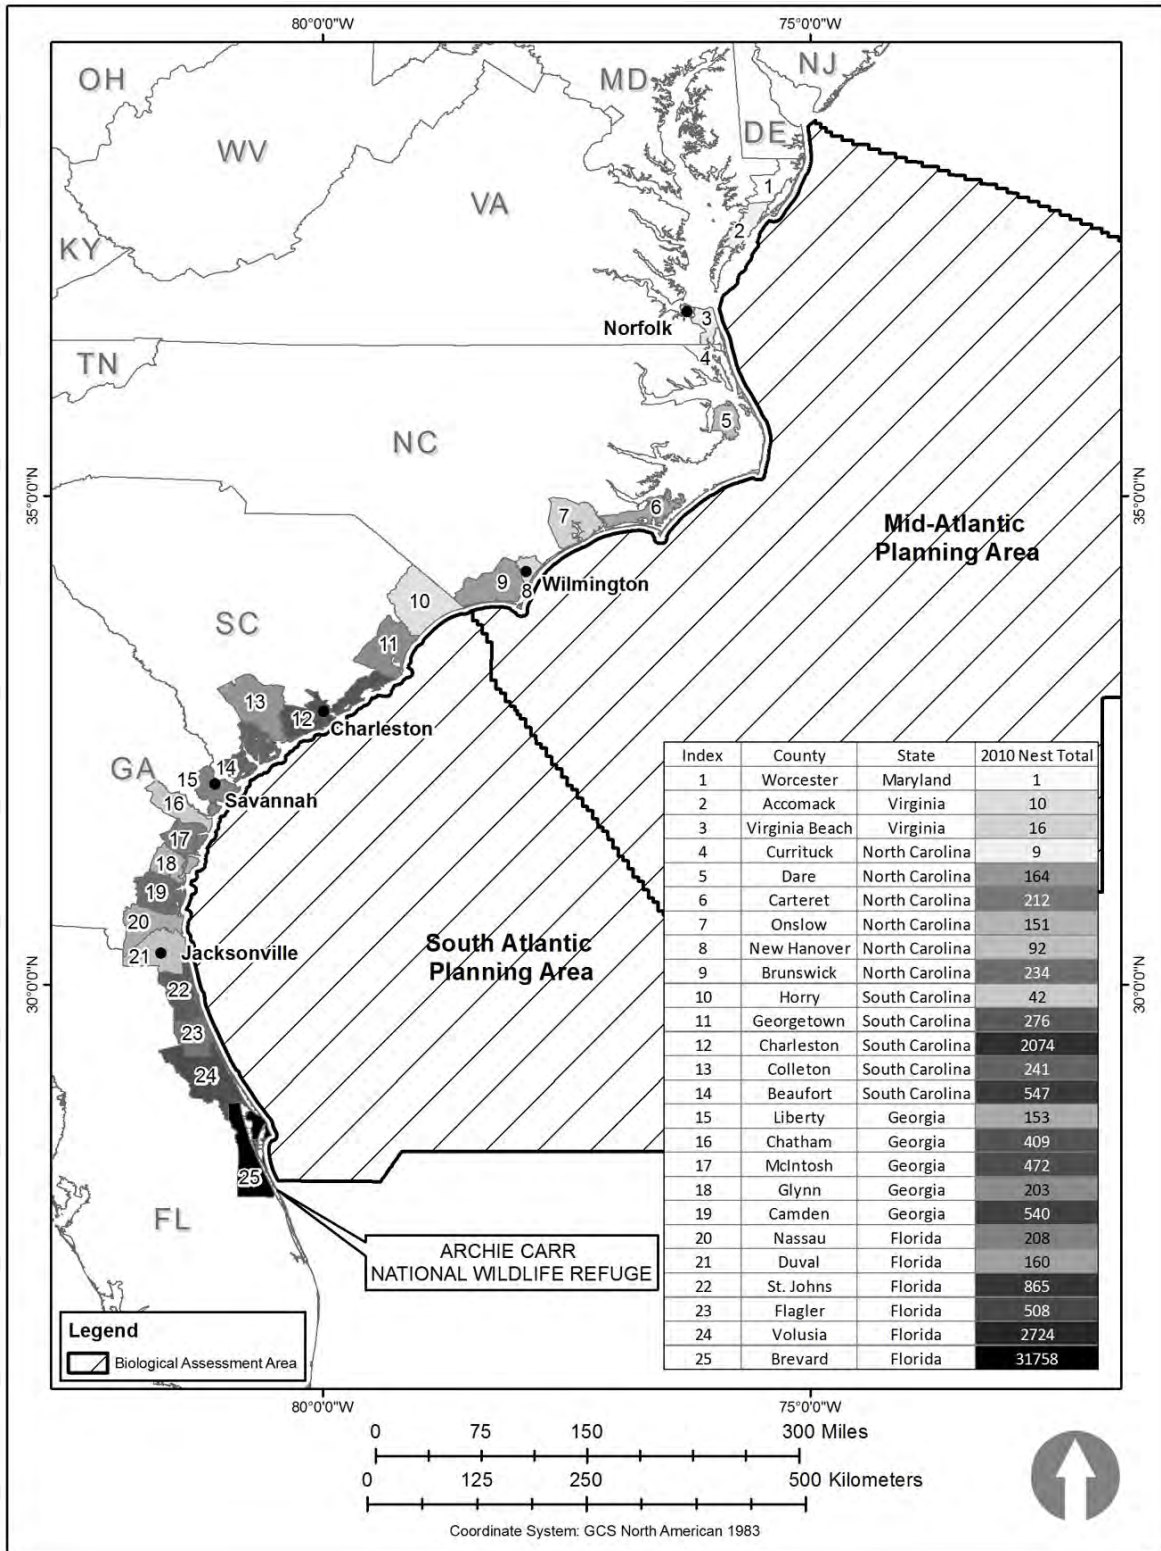 80°0'0"W 75°0'0"W
OH
MD
NJ
DE
WV
VA
KY
1
2
3
Norfolk
4
TN
5
NC
35°0'0"N 35°0'0"N
6
7
Mid-Atlantic
Planning Area
9
8
Wilmington
10
SC
11
13
12
Charleston
14
GA
15
Savannah
16
17
18
19
20
21
Jacksonville
South Atlantic
Planning Area
30°0'0"N 30°0'0"N
22
23
24
25
FL
ARCHIE CARR
NATIONAL WILDLIFE REFUGE
Index County State 2010 Nest Total
1 Worcester Maryland 1
2 Accomack Virginia 10
3 Virginia Beach Virginia 16
4 Currituck North Carolina 9
5 Dare North Carolina 164
6 Carteret North Carolina 212
7 Onslow North Carolina 151
8 New Hanover North Carolina 92
9 Brunswick North Carolina 234
10 Horry South Carolina 42
11 Georgetown South Carolina 276
12 Charleston South Carolina 2074
13 Colleton South Carolina 241
14 Beaufort South Carolina 547
15 Liberty Georgia 153
16 Chatham Georgia 409
17 McIntosh Georgia 472
18 Glynn Georgia 203
19 Camden Georgia 540
20 Nassau Florida 208
21 Duval Florida 160
22 St. Johns Florida 865
23 Flagler Florida 508
24 Volusia Florida 2724
25 Brevard Florida 31758
Legend
Biological Assessment Area
80°0'0"W 75°0'0"W
0 75 150 300 Miles
0 125 250 500 Kilometers
Coordinate System: GCS North American 1983